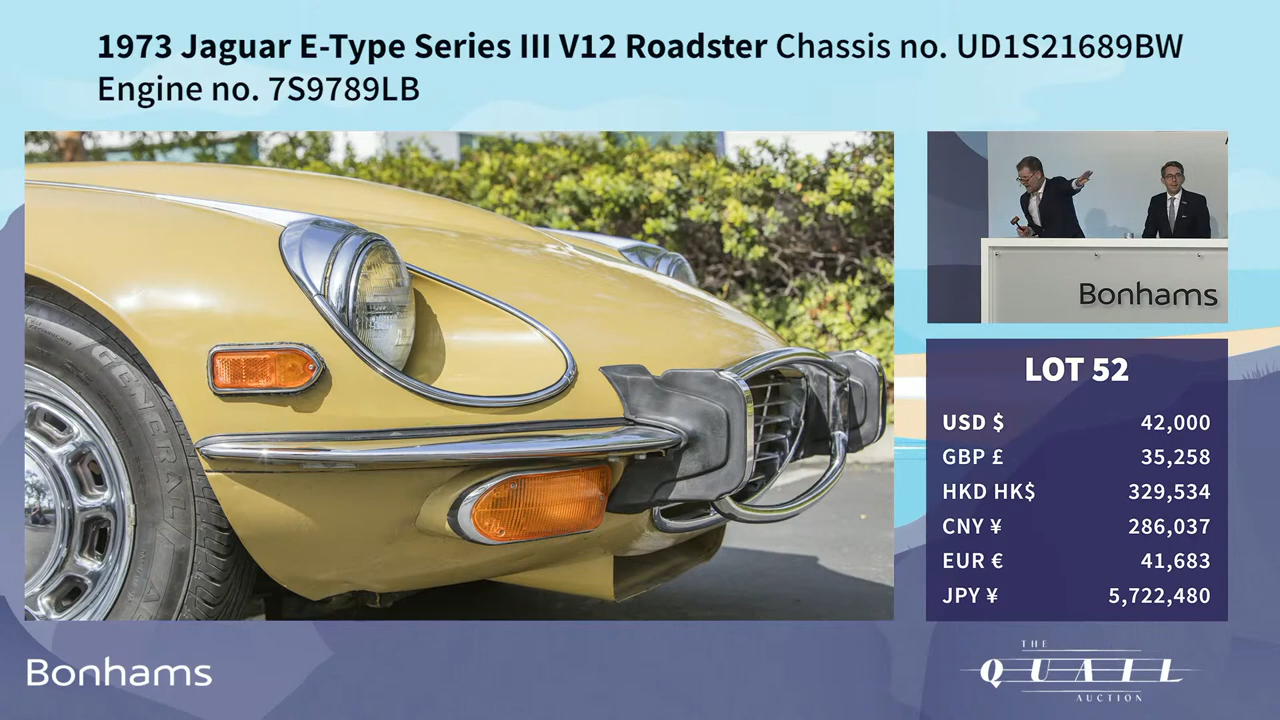 1973 Jaguar E-Type Series III V12 Roadster Chassis no. UD1S21689BW
Engine no. 7S9789LB
GENERAL
Bonhams
LOT 52
USD $ 42,000
GBP £ 35,258
HKD HK$ 329,534
CNY ¥ 286,037
EUR € 41,683
JPY ¥ 5,722,480
Bonhams
THE
QUAIL
AUCTION